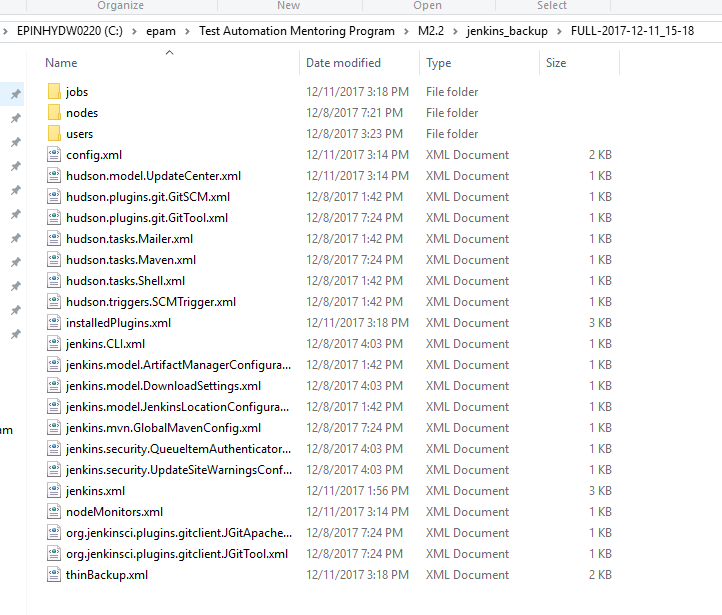 Organize New Open Select
EPINHYDW0220 (C:) > epam > Test Automation Mentoring Program > M2.2 > jenkins_backup > FULL-2017-12-11_15-18
Name Date modified Type Size
jobs 12/11/2017 3:18 PM File folder
nodes 12/8/2017 7:21 PM File folder
users 12/8/2017 3:23 PM File folder
config.xml 12/11/2017 3:14 PM XML Document 2 KB
hudson.model.UpdateCenter.xml 12/11/2017 3:14 PM XML Document 1 KB
hudson.plugins.git.GitSCM.xml 12/8/2017 1:42 PM XML Document 1 KB
hudson.plugins.git.GitTool.xml 12/8/2017 7:24 PM XML Document 1 KB
hudson.tasks.Mailer.xml 12/8/2017 1:42 PM XML Document 1 KB
hudson.tasks.Maven.xml 12/8/2017 7:24 PM XML Document 1 KB
hudson.tasks.Shell.xml 12/8/2017 1:42 PM XML Document 1 KB
hudson.triggers.SCMTrigger.xml 12/8/2017 1:42 PM XML Document 1 KB
installedPlugins.xml 12/11/2017 3:18 PM XML Document 3 KB
jenkins.CLI.xml 12/8/2017 4:03 PM XML Document 1 KB
jenkins.model.ArtifactManagerConfigura... 12/8/2017 1:42 PM XML Document 1 KB
jenkins.model.DownloadSettings.xml 12/8/2017 4:03 PM XML Document 1 KB
jenkins.model.JenkinsLocationConfigura... 12/8/2017 1:42 PM XML Document 1 KB
jenkins.mvn.GlobalMavenConfig.xml 12/8/2017 7:24 PM XML Document 1 KB
jenkins.security.QueueItemAuthenticator... 12/8/2017 4:03 PM XML Document 1 KB
jenkins.security.UpdateSiteWarningsConf... 12/8/2017 4:03 PM XML Document 1 KB
jenkins.xml 12/11/2017 1:56 PM XML Document 3 KB
nodeMonitors.xml 12/11/2017 3:14 PM XML Document 1 KB
org.jenkinsci.plugins.gitclient.JGitApache... 12/8/2017 7:24 PM XML Document 1 KB
org.jenkinsci.plugins.gitclient.JGitTool.xml 12/8/2017 7:24 PM XML Document 1 KB
thinBackup.xml 12/11/2017 3:18 PM XML Document 2 KB